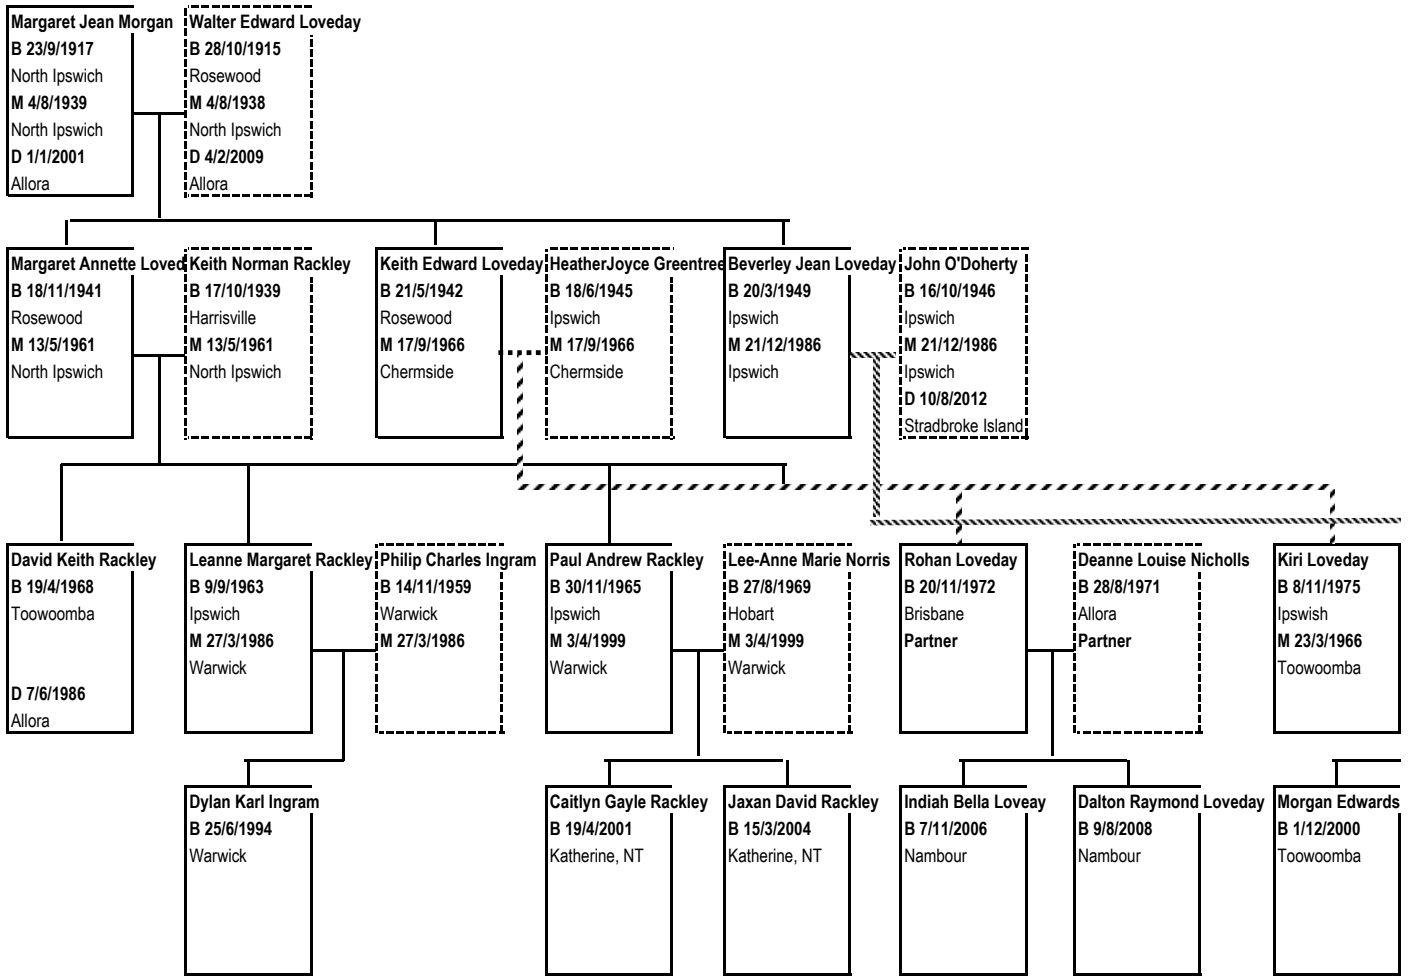 Margaret Jean Morgan
B 23/9/1917
North Ipswich
M 4/8/1939
North Ipswich
D 1/1/2001
Allora
Walter Edward Loveday
B 28/10/1915
Rosewood
M 4/8/1938
North Ipswich
D 4/2/2009
Allora
Margaret Annette Loved
B 18/11/1941
Rosewood
M 13/5/1961
North Ipswich
Keith Norman Rackley
B 17/10/1939
Harrisville
M 13/5/1961
North Ipswich
Keith Edward Loveday
B 21/5/1942
Rosewood
M 17/9/1966
Chermside
HeatherJoyce Greentree
B 18/6/1945
Ipswich
M 17/9/1966
Chermside
Beverley Jean Loveday
B 20/3/1949
Ipswich
M 21/12/1986
Ipswich
John O'Doherty
B 16/10/1946
Ipswich
M 21/12/1986
Ipswich
D 10/8/2012
Stradbroke Island
David Keith Rackley
B 19/4/1968
Toowoomba
D 7/6/1986
Allora
Leanne Margaret Rackley
B 9/9/1963
Ipswich
M 27/3/1986
Warwick
Philip Charles Ingram
B 14/11/1959
Warwick
M 27/3/1986
Paul Andrew Rackley
B 30/11/1965
Ipswich
M 3/4/1999
Warwick
Lee-Anne Marie Norris
B 27/8/1969
Hobart
M 3/4/1999
Warwick
Rohan Loveday
B 20/11/1972
Brisbane
Partner
Deanne Louise Nicholls
B 28/8/1971
Allora
Partner
Kiri Loveday
B 8/11/1975
Ipswish
M 23/3/1966
Toowoomba
Dylan Karl Ingram
B 25/6/1994
Warwick
Caitlyn Gayle Rackley
B 19/4/2001
Katherine, NT
Jaxan David Rackley
B 15/3/2004
Katherine, NT
Indiah Bella Loveay
B 7/11/2006
Nambour
Dalton Raymond Loveday
B 9/8/2008
Nambour
Morgan Edwards
B 1/12/2000
Toowoomba